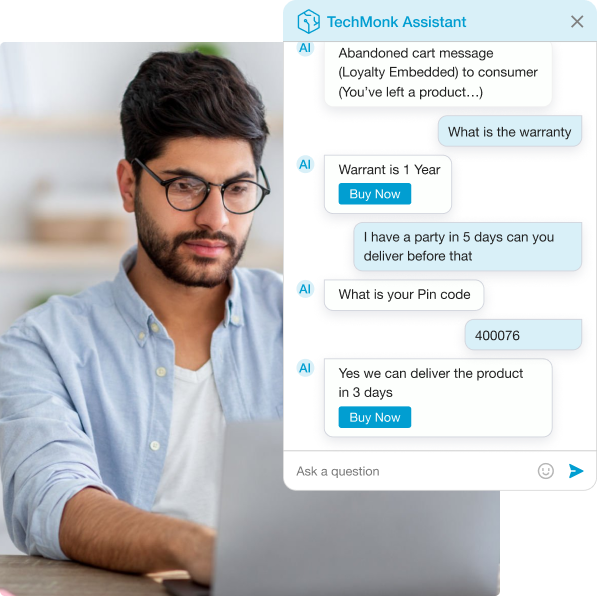 TechMonk Assistant
AI
Abandoned cart message
(Loyalty Embedded) to consumer
(You've left a product…)
What is the warranty
AI
Warrant is 1 Year
Buy Now
I have a party in 5 days can you
deliver before that
AI
What is your Pin code
400076
AI
Yes we can deliver the product
in 3 days
Buy Now
Ask a question